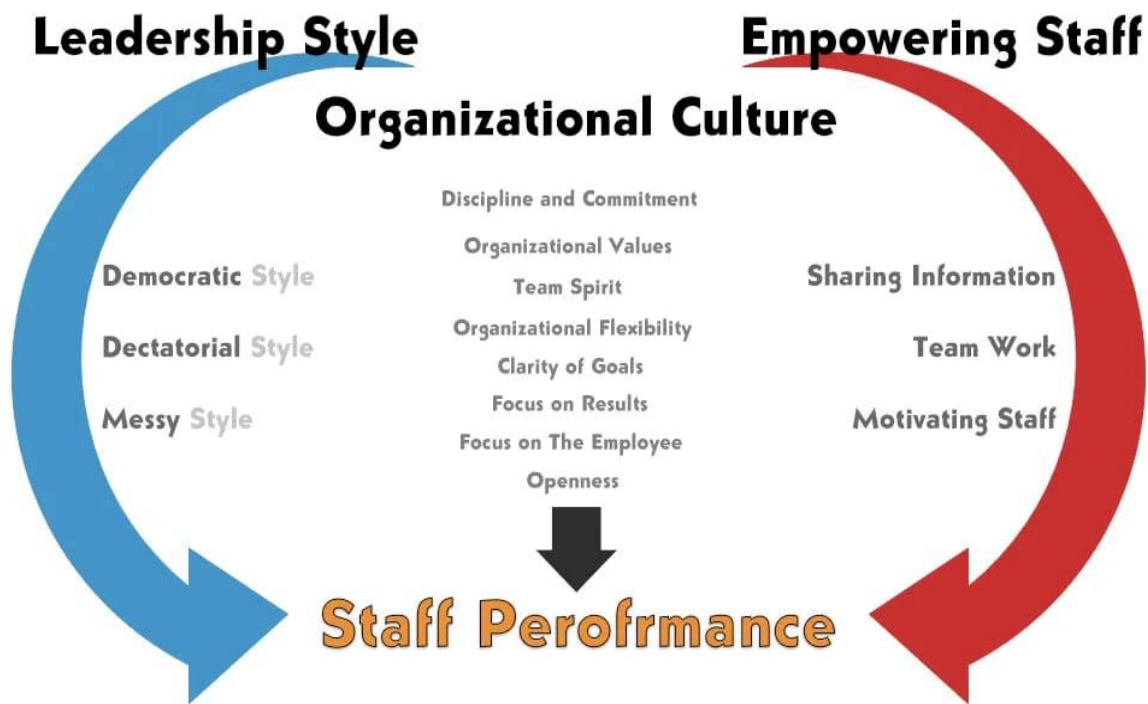 Leadership Style
Empowering Staff
Organizational Culture
Discipline and Commitment
Organizational Values
Team Spirit
Organizational Flexibility
Clarity of Goals
Focus on Results
Focus on The Employee
Openness
Democratic Style
Dectatorial Style
Messy Style
Sharing Information
Team Work
Motivating Staff
Staff Perofrmance